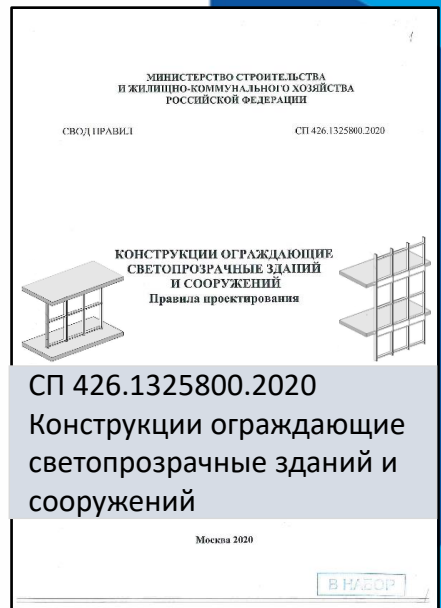 МИНИСТЕРСТВО СТРОИТЕЛЬСТВА
И ЖИЛИЩНО-КОММУНАЛЬНОГО ХОЗЯЙСТВА
РОССИЙСКОЙ ФЕДЕРАЦИИ
СВОД ПРАВИЛ
СП 426.1325800.2020
КОНСТРУКЦИИ ОГРАЖДАЮЩИЕ
СВЕТОПРОЗРАЧНЫЕ ЗДАНИЙ
И СООРУЖЕНИЙ
Правила проектирования
СП 426.1325800.2020
Конструкции ограждающие
светопрозрачные зданий и
сооружений
Москва 2020
В НАБОР